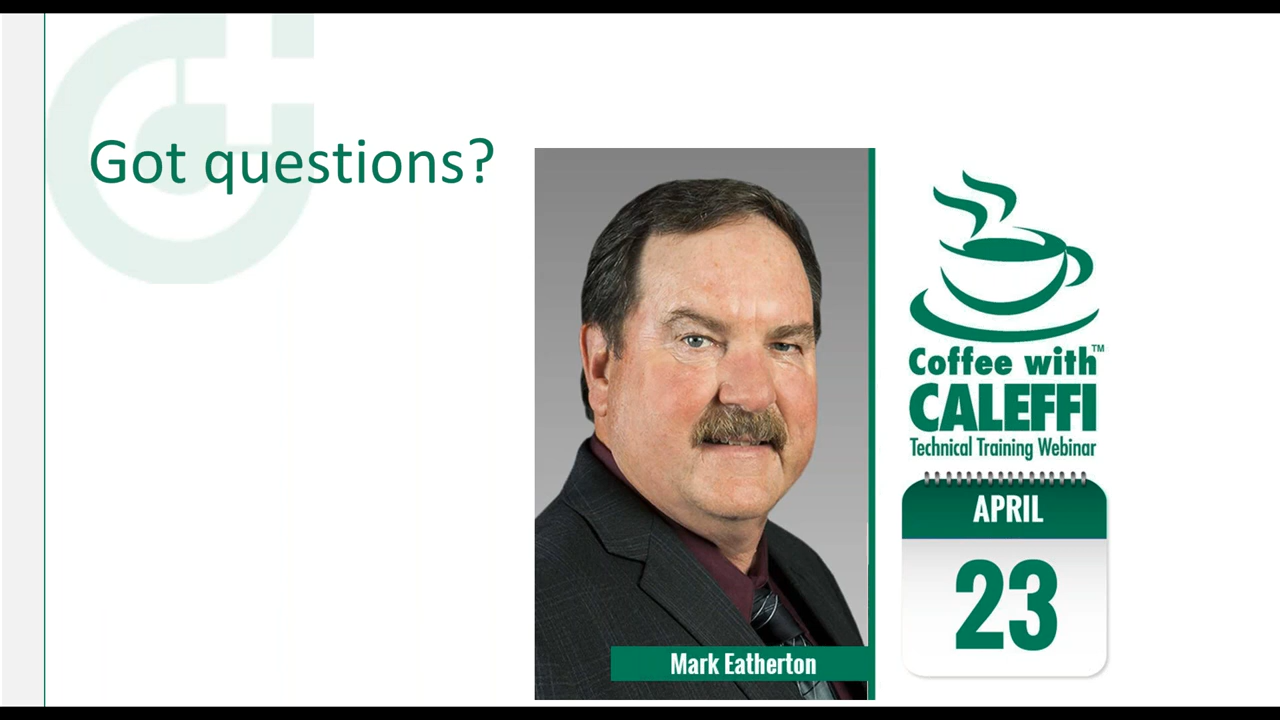 Got questions?
Mark Eatherton
Coffee with™
CALEFFI
Technical Training Webinar
APRIL
23